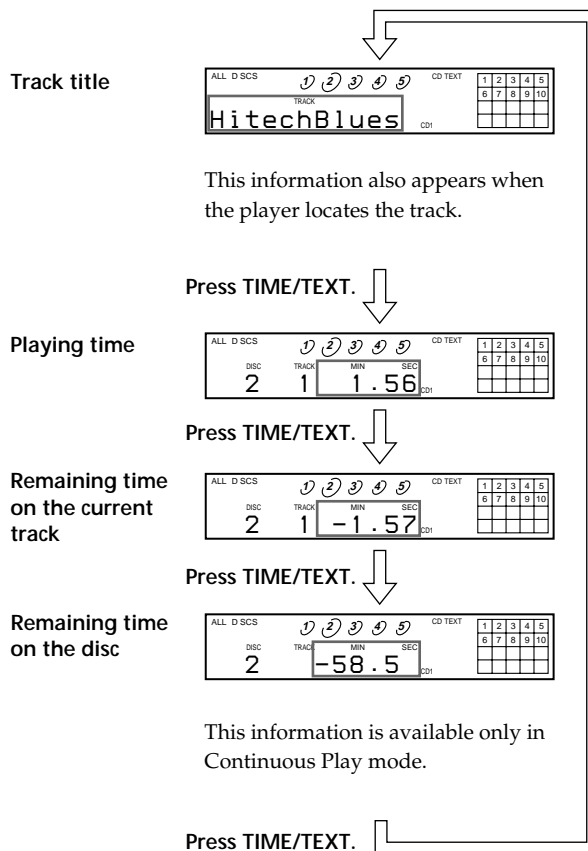 Track title
ALL D SCS 1 2 3 4 5 CD TEXT 1 2 3 4 5
TRACK 6 7 8 9 10
HitechBlues CD1
This information also appears when
the player locates the track.
Press TIME/TEXT.
Playing time
ALL D SCS 1 2 3 4 5 CD TEXT 1 2 3 4 5
DISC TRACK MIN SEC 6 7 8 9 10
2 1 1.56 CD1
Press TIME/TEXT.
Remaining time
on the current
track
ALL D SCS 1 2 3 4 5 CD TEXT 1 2 3 4 5
DISC TRACK MIN SEC 6 7 8 9 10
2 1 -1.57 CD1
Press TIME/TEXT.
Remaining time
on the disc
ALL D SCS 1 2 3 4 5 CD TEXT 1 2 3 4 5
DISC TRACK MIN SEC 6 7 8 9 10
2 -58.5 CD1
This information is available only in
Continuous Play mode.
Press TIME/TEXT.